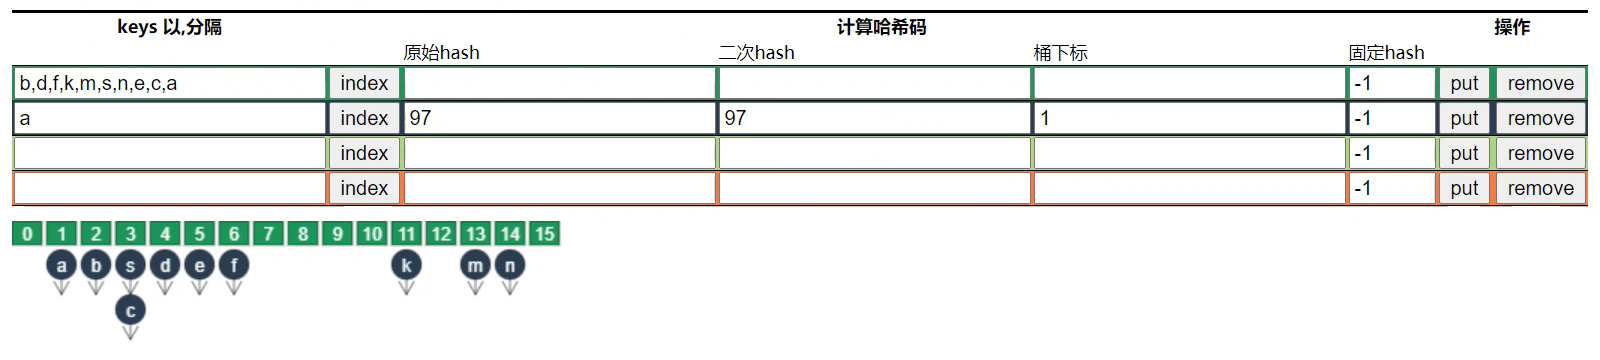 keys 以,分隔 计算哈希码 操作
原始hash 二次hash 桶下标 固定hash
b,d,f,k,m,s,n,e,c,a index -1 put remove
a index 97 97 1 -1 put remove
index -1 put remove
index -1 put remove
0 1 2 3 4 5 6 7 8 9 10 11 12 13 14 15
a b s d e f k m n
c